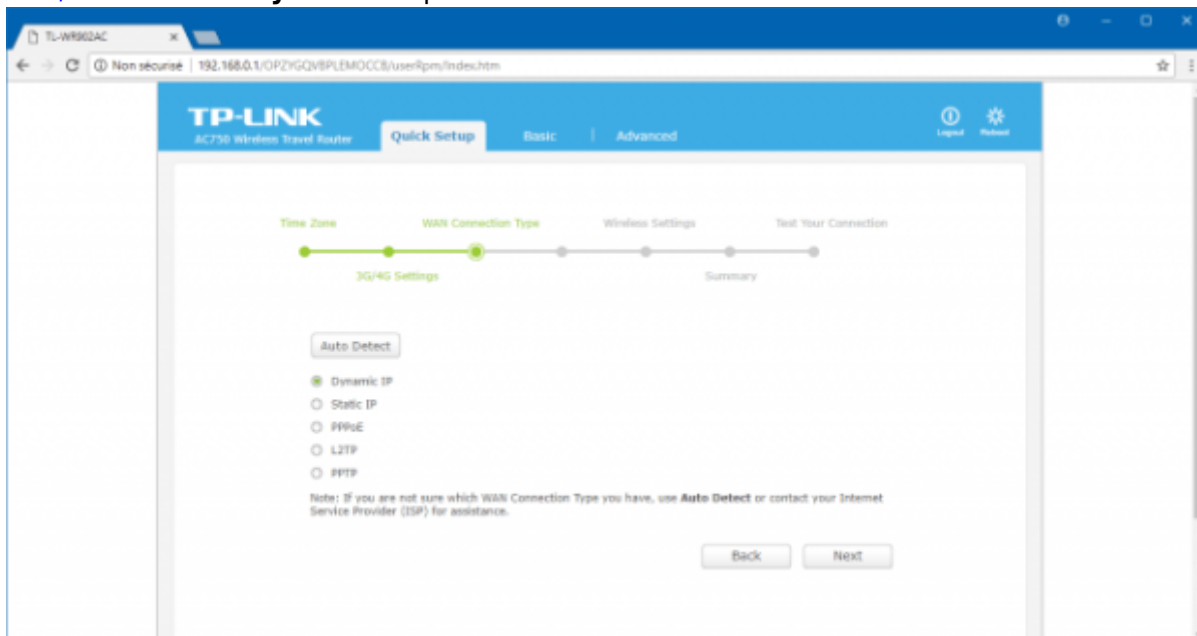 TL-WR902AC
Non sécurisé | 192.168.0.1/OPZYGQVBPLEMOCCB/userRpm/Index.htm
TP-LINK
AC750 Wireless Travel Router
Quick Setup
Basic
Advanced
Logout
Reboot
Time Zone
WAN Connection Type
Wireless Settings
Test Your Connection
3G/4G Settings
Summary
Auto Detect
Dynamic IP
Static IP
PPPoE
L2TP
PPTP
Note: If you are not sure which WAN Connection Type you have, use Auto Detect or contact your Internet
Service Provider (ISP) for assistance.
Back
Next